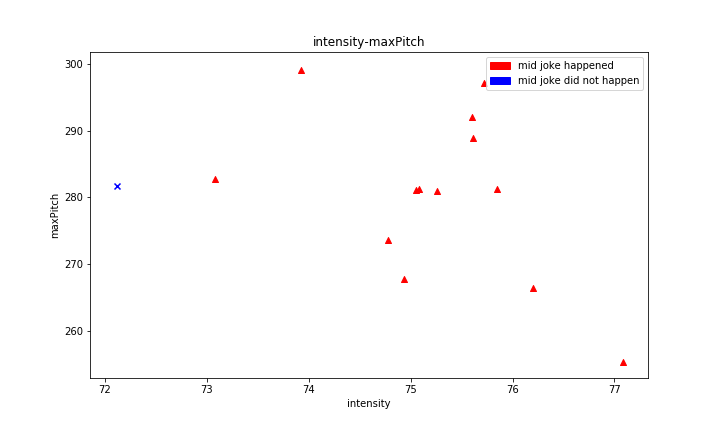 intensity-maxPitch
mid joke happened
mid joke did not happen
300
290
280
270
260
maxPitch
72 73 74 75 76 77
intensity